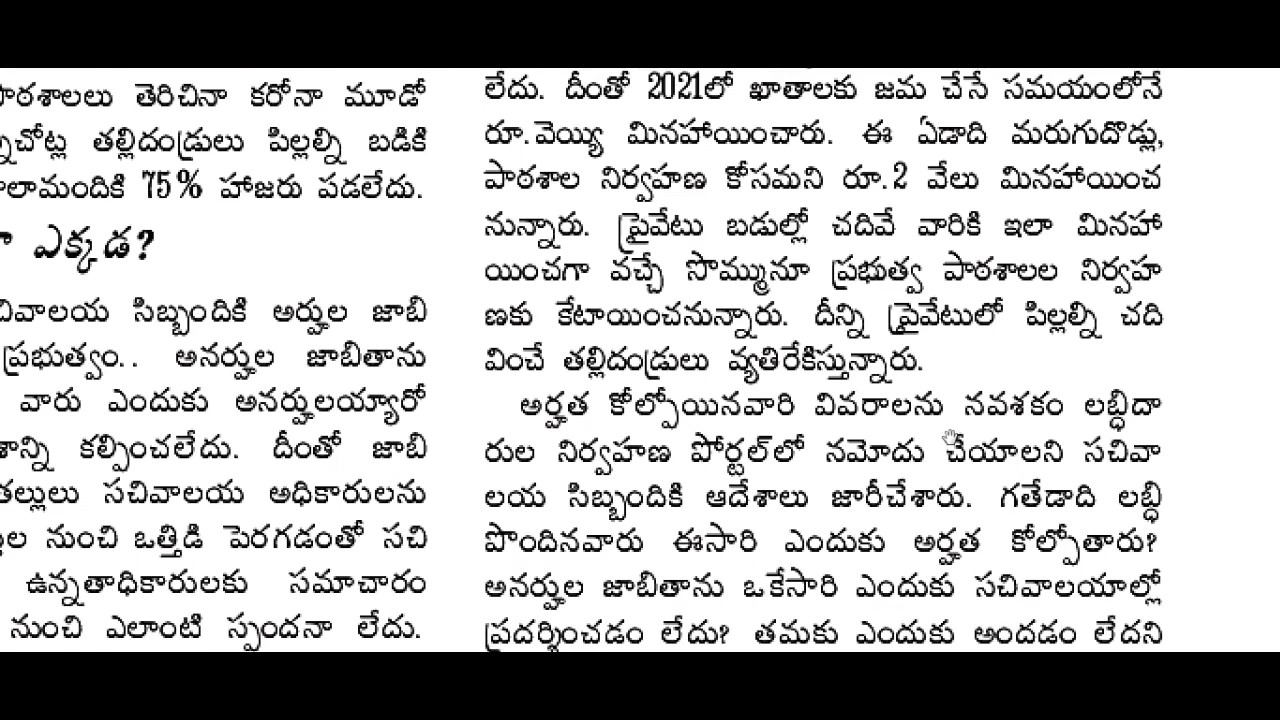 పాఠశాలలు తెరిచినా కరోనా మూడో
తల్లిదండ్రులు పిల్లల్ని బడికి
75% హాజరు పడలేదు.
ఎక్కడ?
సచివాలయ సిబ్బందికి అర్హుల జాబి
ప్రభుత్వం.. అనర్హుల జాబితాను
వారు ఎందుకు అనర్హులయ్యారో
కల్పించలేదు. దీంతో జాబి
తల్లులు సచివాలయ అధికారులను
నుంచి ఒత్తిడి పెరగడంతో సచి
ఉన్నతాధికారులకు సమాచారం
నుంచి ఎలాంటి స్పందనా లేదు.
లేదు. దీంతో 2021లో ఖాతాలకు జమ చేసే సమయంలోనే
రూ.వెయ్యి మినహాయించారు. ఈ ఏడాది మరుగుదొడ్లు,
పాఠశాల నిర్వహణ కోసమని రూ.2 వేలు మినహాయించ
నున్నారు. ప్రైవేటు బడుల్లో చదివే వారికి ఇలా మినహా
యించగా వచ్చే సొమ్మునూ ప్రభుత్వ పాఠశాలల నిర్వహ
ణకు కేటాయించనున్నారు. దీన్ని ప్రైవేటులో పిల్లల్ని చది
వించే తల్లిదండ్రులు వ్యతిరేకిస్తున్నారు.
అర్హత కోల్పోయినవారి వివరాలను నవశకం లబ్ధిదా
రుల నిర్వహణ పోర్టల్‌లో నమోదు చేయాలని సచివా
లయ సిబ్బందికి ఆదేశాలు జారీచేశారు. గతేడాది లబ్ధి
పొందినవారు ఈసారి ఎందుకు అర్హత కోల్పోతారు?
అనర్హుల జాబితాను ఒకేసారి ఎందుకు సచివాలయాల్లో
ప్రదర్శించడం లేదు? తమకు ఎందుకు అందడం లేదని